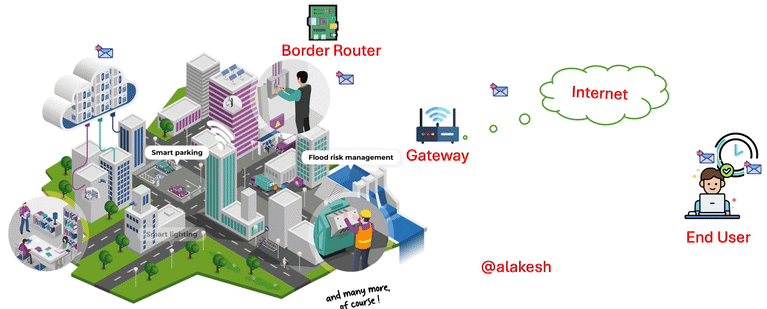 Border Router
Internet
Smart parking
Flood risk management
Gateway
Smart lighting
End User
@alakesh
and many more,
of course !